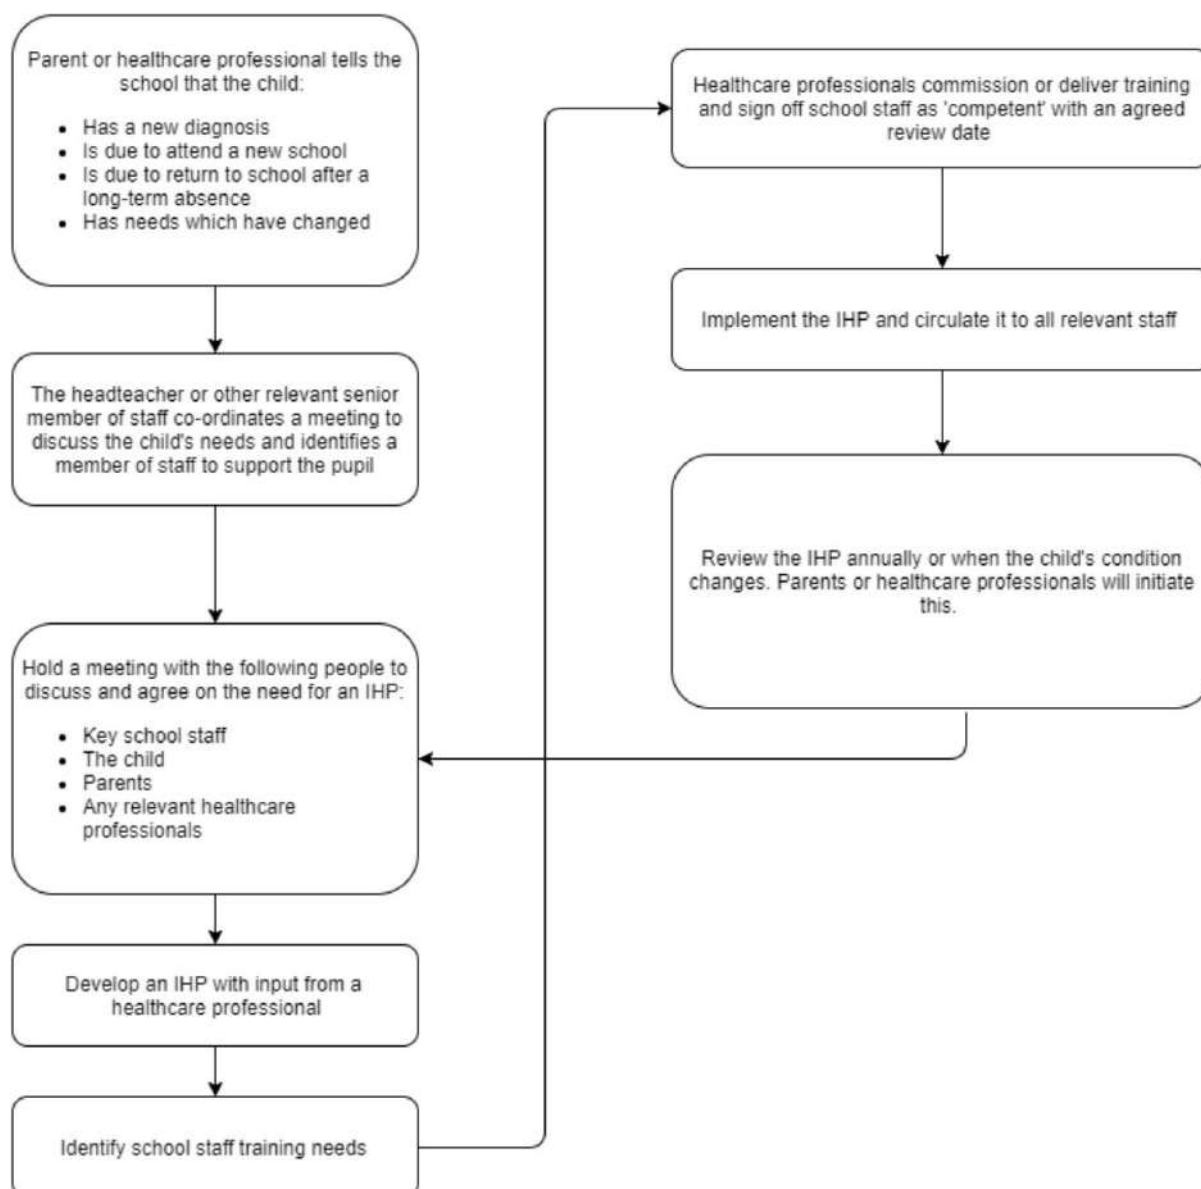 Parent or healthcare professional tells the
school that the child:
• Has a new diagnosis
• Is due to attend a new school
• Is due to return to school after a
long-term absence
• Has needs which have changed
The headteacher or other relevant senior
member of staff co-ordinates a meeting to
discuss the child's needs and identifies a
member of staff to support the pupil
Hold a meeting with the following people to
discuss and agree on the need for an IHP:
• Key school staff
• The child
• Parents
• Any relevant healthcare
professionals
Develop an IHP with input from a
healthcare professional
Identify school staff training needs
Healthcare professionals commission or deliver training
and sign off school staff as 'competent' with an agreed
review date
Implement the IHP and circulate it to all relevant staff
Review the IHP annually or when the child's condition
changes. Parents or healthcare professionals will initiate
this.